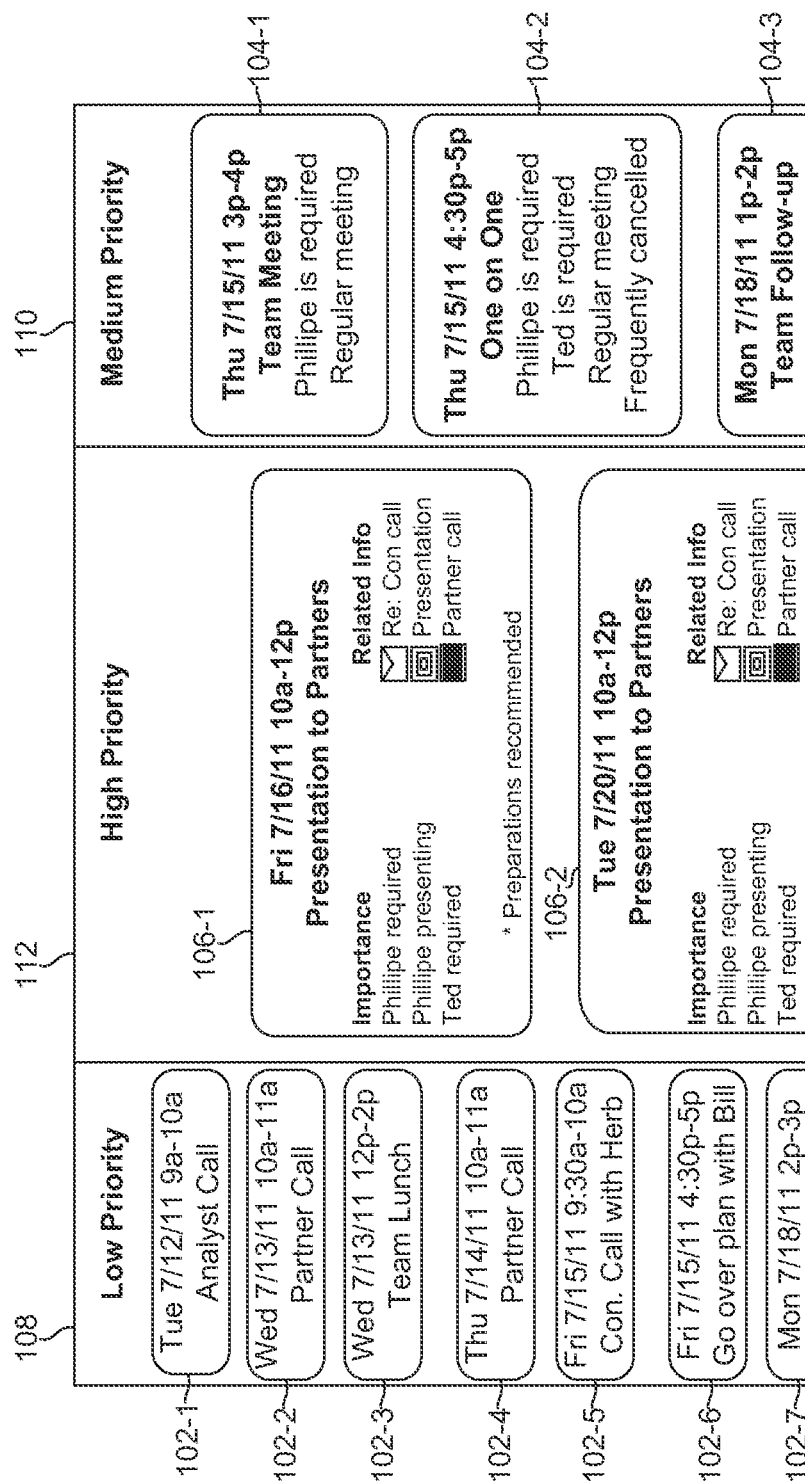 108
112
110
Low Priority
High Priority
Medium Priority
102-1
Tue 7/12/11 9a-10a
Analyst Call
102-2
Wed 7/13/11 10a-11a
Partner Call
102-3
Wed 7/13/11 12p-2p
Team Lunch
102-4
Thu 7/14/11 10a-11a
Partner Call
102-5
Fri 7/15/11 9:30a-10a
Con. Call with Herb
102-6
Fri 7/15/11 4:30p-5p
Go over plan with Bill
102-7
Mon 7/18/11 2p-3p
106-1
Fri 7/16/11 10a-12p
Presentation to Partners
Importance
Phillipe required
Phillipe presenting
Ted required
Related Info
Re: Con call
Presentation
Partner call
* Preparations recommended
106-2
Tue 7/20/11 10a-12p
Presentation to Partners
Importance
Phillipe required
Phillipe presenting
Ted required
Related Info
Re: Con call
Presentation
Partner call
104-1
Thu 7/15/11 3p-4p
Team Meeting
Phillipe is required
Regular meeting
104-2
Thu 7/15/11 4:30p-5p
One on One
Phillipe is required
Ted is required
Regular meeting
Frequently cancelled
104-3
Mon 7/18/11 1p-2p
Team Follow-up